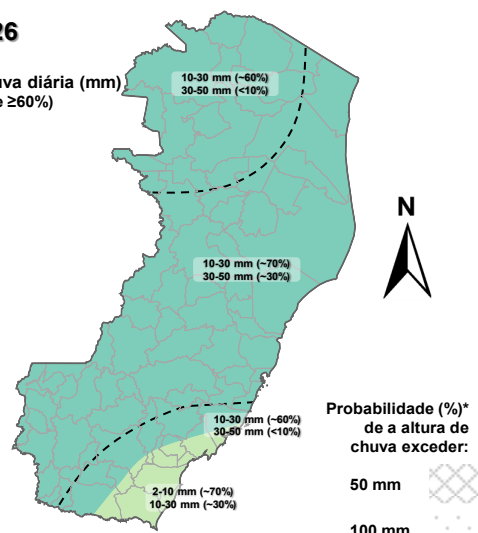 26
uva diária (mm)
e ≥60%)
10-30 mm (~60%)
30-50 mm (<10%)
10-30 mm (~70%)
30-50 mm (~30%)
N
10-30 mm (~60%)
30-50 mm (<10%)
2-10 mm (~70%)
10-30 mm (~30%)
Probabilidade (%)*
de a altura de
chuva exceder:
50 mm
100 mm